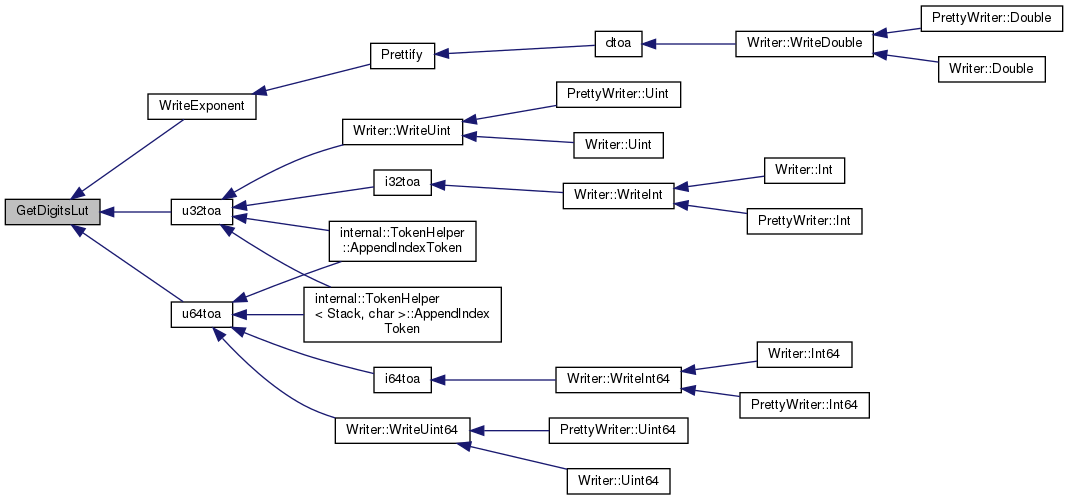 PrettyWriter::Double
dtoa
Writer::WriteDouble
Prettify
Writer::Double
PrettyWriter::Uint
WriteExponent
Writer::WriteUint
Writer::Uint
Writer::Int
i32toa
Writer::WriteInt
GetDigitsLut
u32toa
PrettyWriter::Int
internal::TokenHelper
::AppendIndexToken
internal::TokenHelper
< Stack, char >::AppendIndex
Token
u64toa
Writer::Int64
i64toa
Writer::WriteInt64
PrettyWriter::Int64
Writer::WriteUint64
PrettyWriter::Uint64
Writer::Uint64